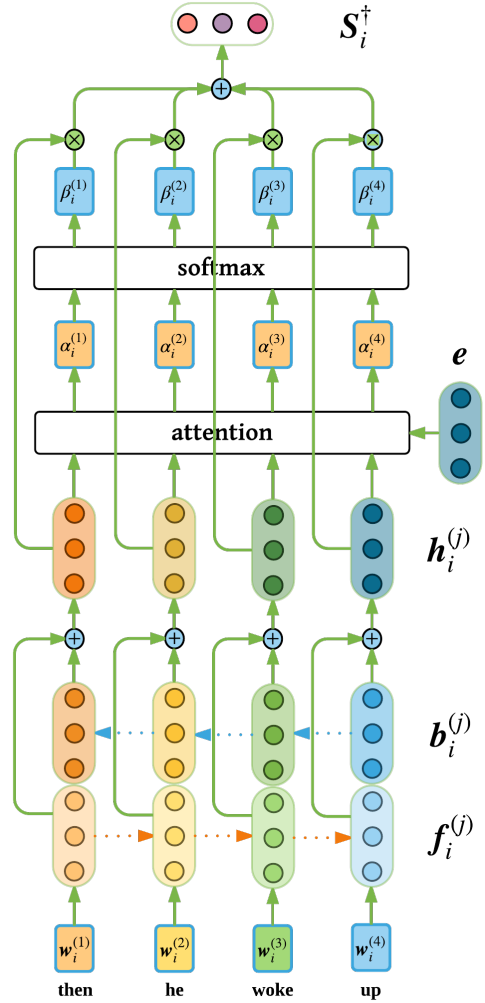 S_i^†
β_i^(1) β_i^(2) β_i^(3) β_i^(4)
softmax
α_i^(1) α_i^(2) α_i^(3) α_i^(4)
e
attention
h_i^(j)
b_i^(j)
f_i^(j)
w_i^(1) w_i^(2) w_i^(3) w_i^(4)
then he woke up